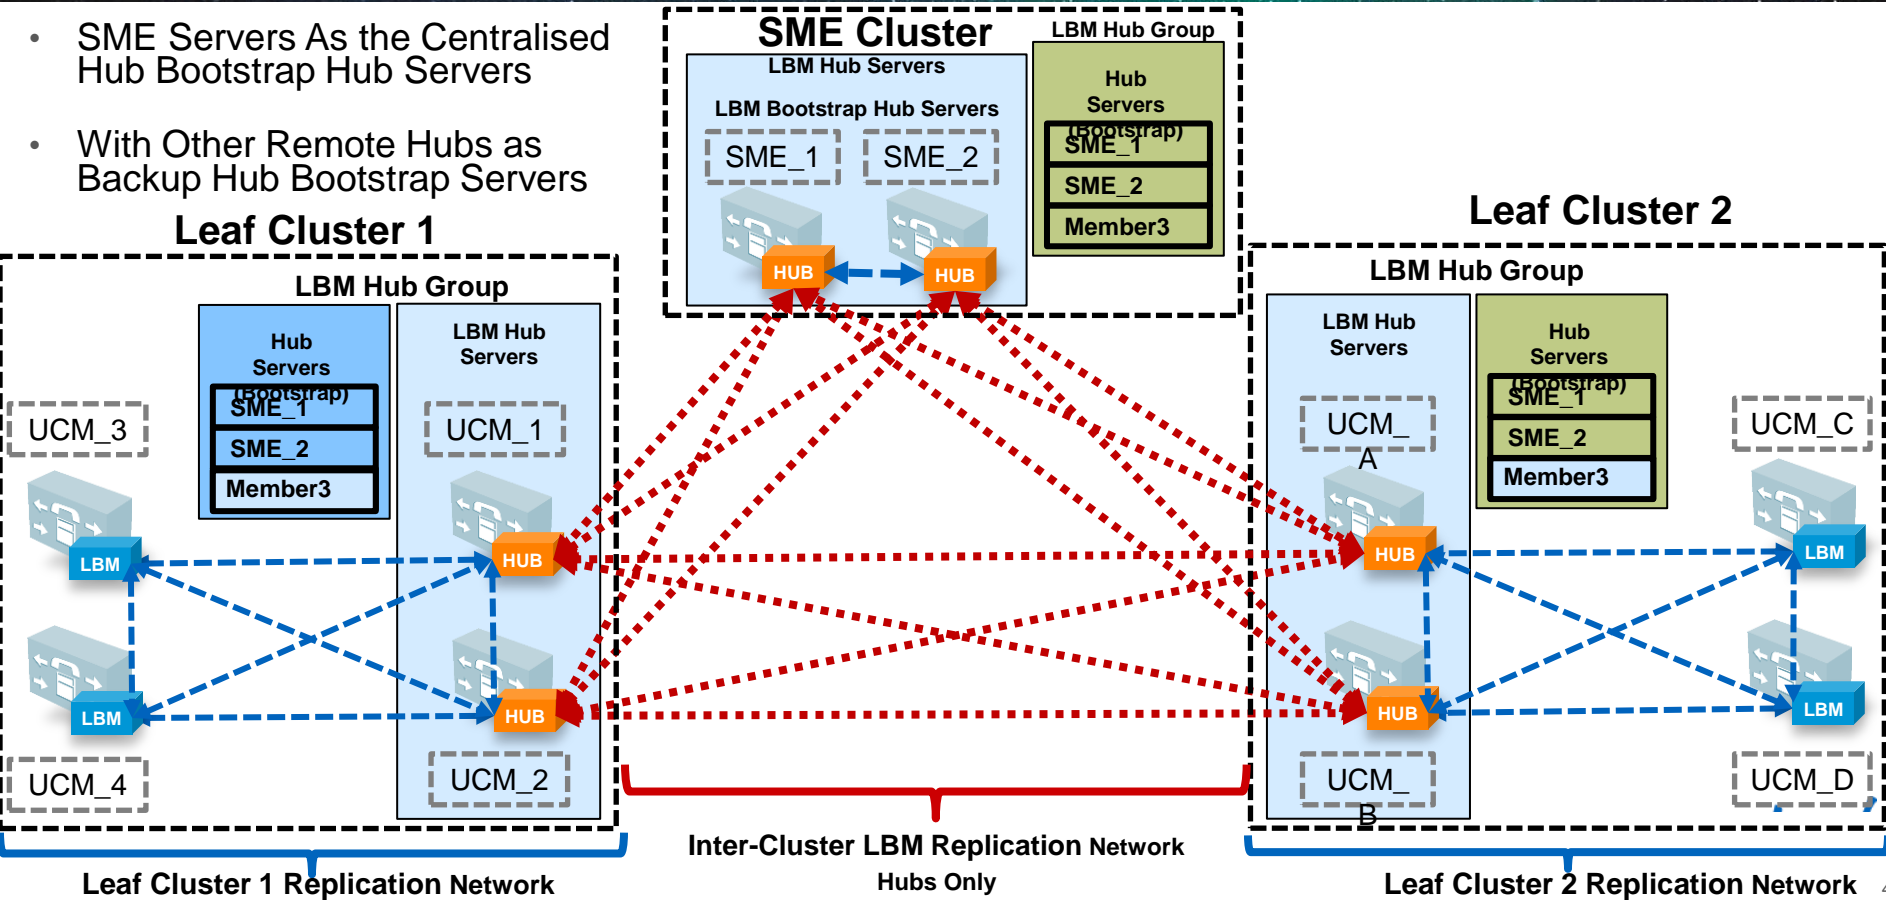 • SME Servers As the Centralised
Hub Bootstrap Hub Servers
• With Other Remote Hubs as
Backup Hub Bootstrap Servers
SME Cluster
LBM Hub Group
LBM Hub Servers
LBM Bootstrap Hub Servers
SME_1
SME_2
HUB
HUB
Hub
Servers
(Bootstrap)
SME_1
SME_2
Member3
Leaf Cluster 1
LBM Hub Group
Hub
Servers
(Bootstrap)
SME_1
SME_2
Member3
LBM Hub
Servers
UCM_3
UCM_1
LBM
HUB
LBM
HUB
UCM_4
UCM_2
Leaf Cluster 2
LBM Hub Group
LBM Hub
Servers
Hub
Servers
(Bootstrap)
SME_1
SME_2
Member3
UCM_
A
UCM_C
HUB
LBM
HUB
LBM
UCM_
B
UCM_D
Leaf Cluster 1 Replication Network
Inter-Cluster LBM Replication Network
Hubs Only
Leaf Cluster 2 Replication Network